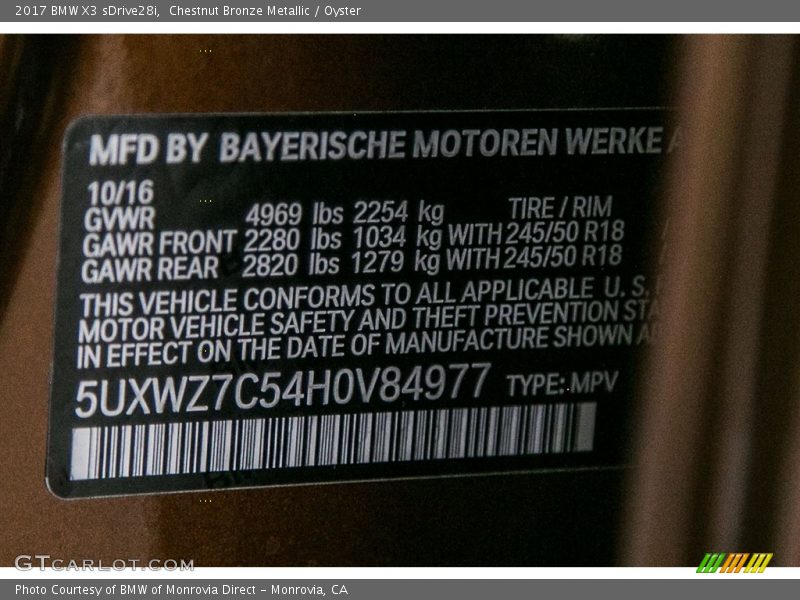 2017 BMW X3 sDrive28i,  Chestnut Bronze Metallic / Oyster
MFD BY BAYERISCHE MOTOREN WERKE
10/16
GVWR 4969 lbs 2254 kg TIRE / RIM
GAWR FRONT 2280 lbs 1034 kg WITH 245/50 R18
GAWR REAR 2820 lbs 1279 kg WITH 245/50 R18
THIS VEHICLE CONFORMS TO ALL APPLICABLE U.S.
MOTOR VEHICLE SAFETY AND THEFT PREVENTION STA
IN EFFECT ON THE DATE OF MANUFACTURE SHOWN
5UXWZ7C54H0V84977 TYPE: MPV
GTCARLOT.COM
Photo Courtesy of BMW of Monrovia Direct - Monrovia, CA